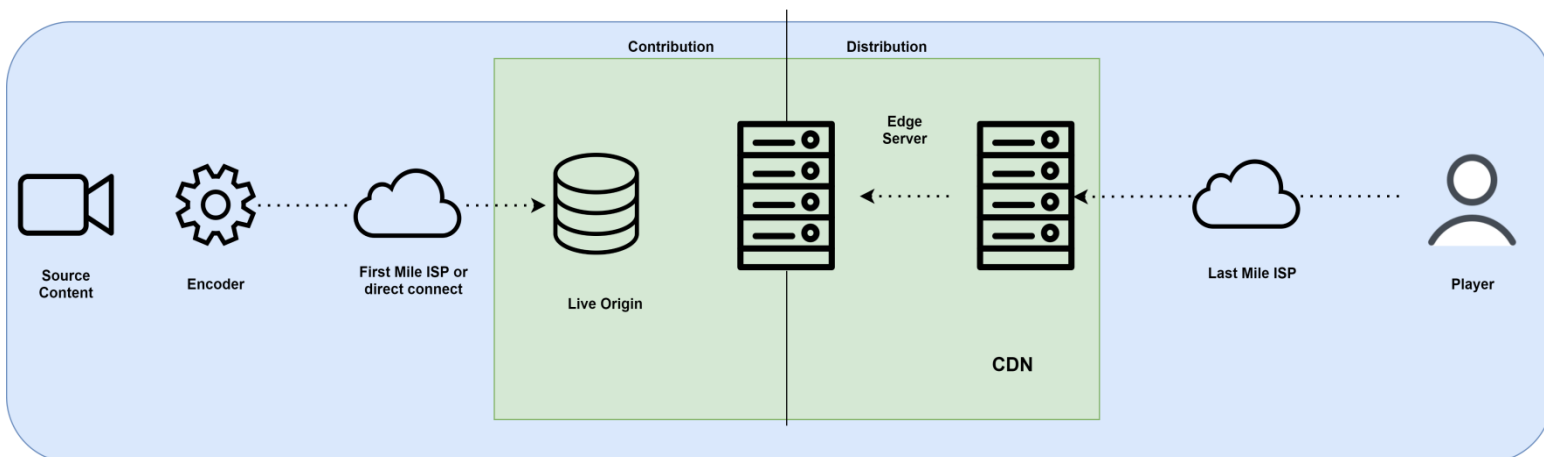 Contribution
Distribution
Edge
Server
Source
Content
Encoder
First Mile ISP or
direct connect
Live Origin
Last Mile ISP
Player
CDN